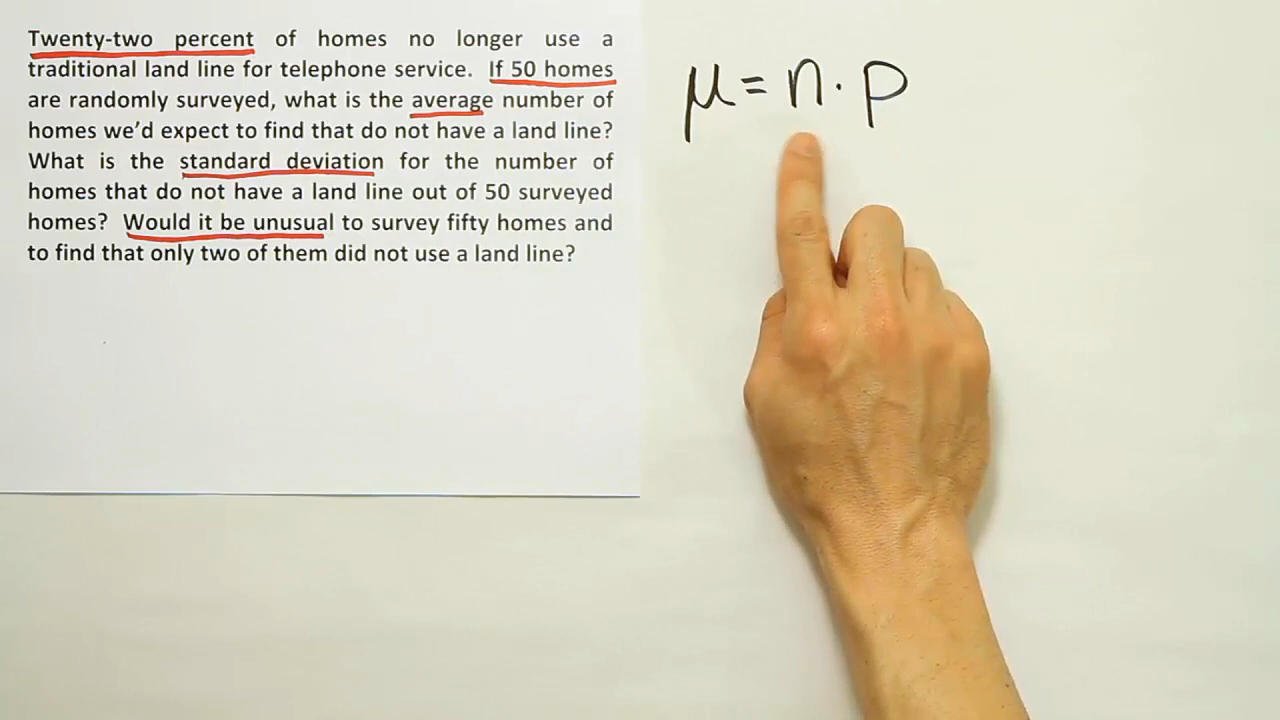 Twenty-two percent of homes no longer use a
traditional land line for telephone service. If 50 homes
are randomly surveyed, what is the average number of
homes we'd expect to find that do not have a land line?
What is the standard deviation for the number of
homes that do not have a land line out of 50 surveyed
homes? Would it be unusual to survey fifty homes and
to find that only two of them did not use a land line?
μ = n · p